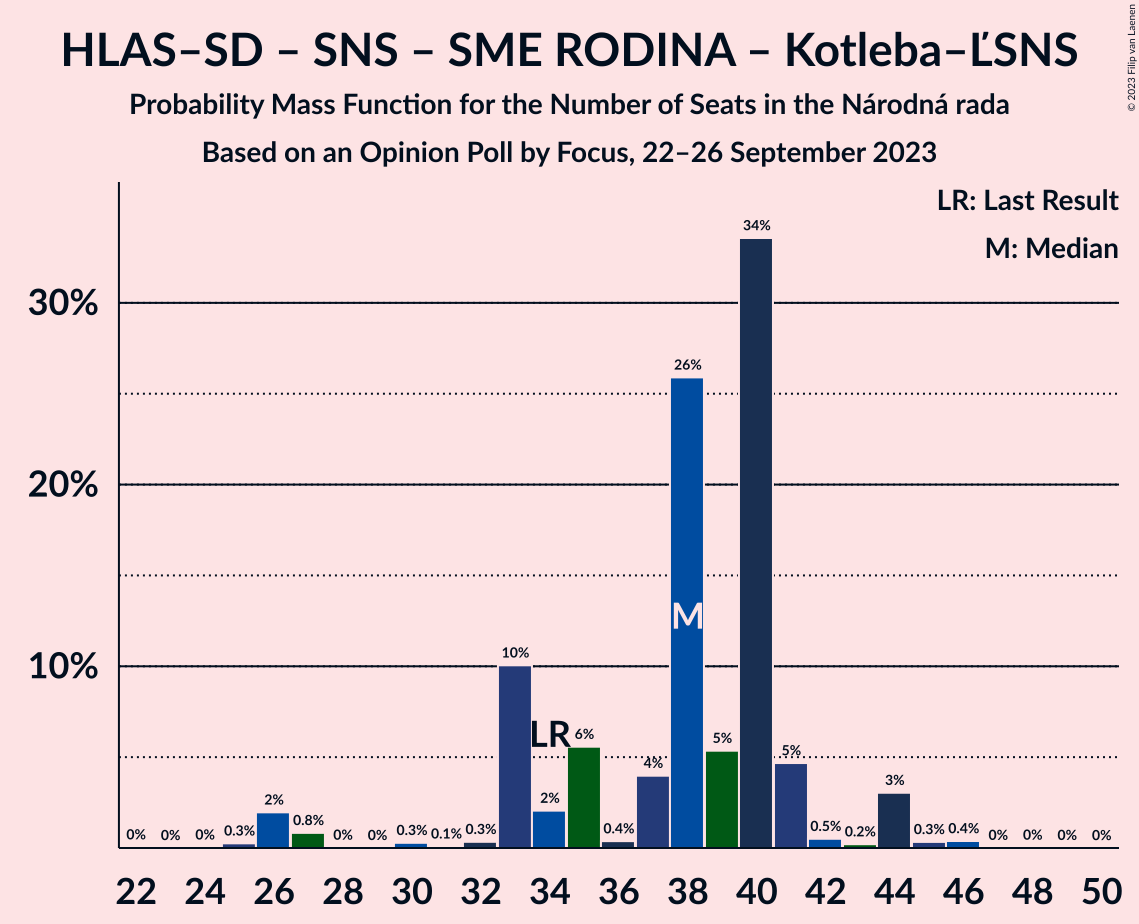 HLAS–SD – SNS – SME RODINA – Kotleba–ĽSNS
Probability Mass Function for the Number of Seats in the Národná rada
Based on an Opinion Poll by Focus, 22–26 September 2023
© 2023 Filip van Laenen
LR: Last Result
M: Median
30%
20%
10%
0% 0% 0% 0.3% 2% 0.8% 0% 0% 0.3% 0.1% 0.3% 10% 2% 6% 0.4% 4% 26% 5% 34% 5% 0.5% 0.2% 3% 0.3% 0.4% 0% 0% 0% 0%
LR
M
22 24 26 28 30 32 34 36 38 40 42 44 46 48 50